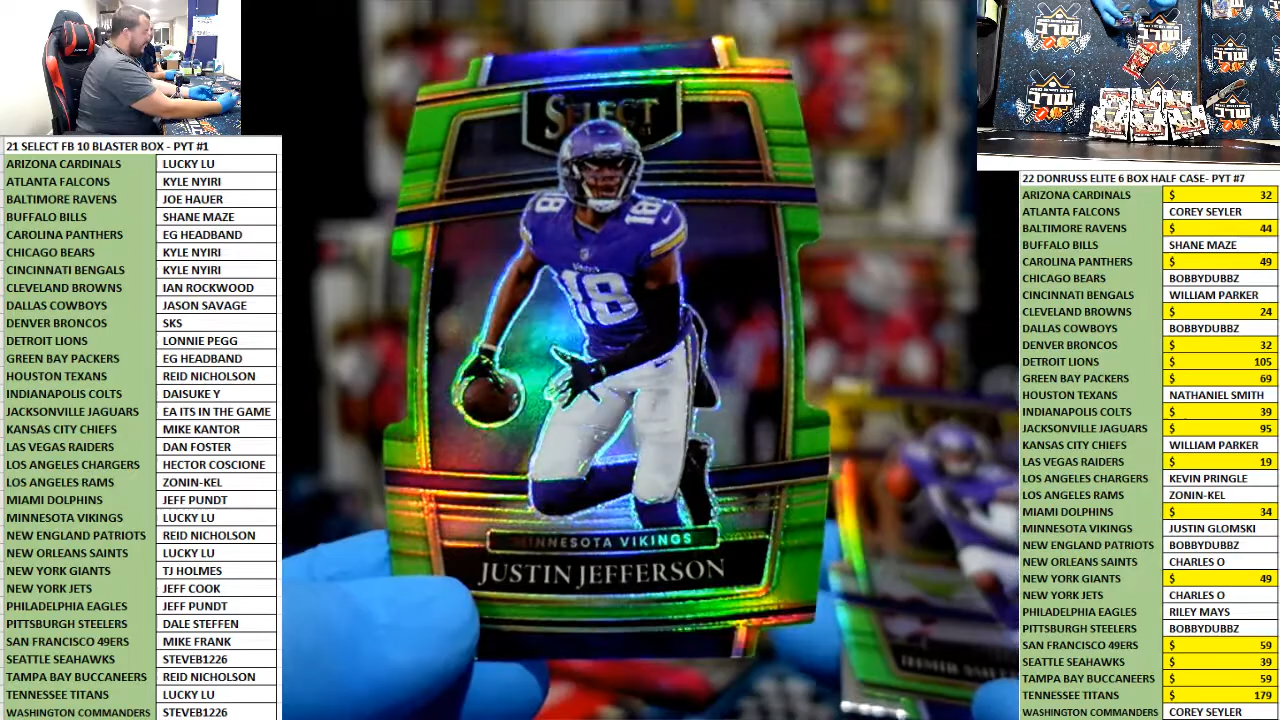 21 SELECT FB 10 BLASTER BOX - PYT #1
ARIZONA CARDINALS LUCKY LU
ATLANTA FALCONS KYLE NYIRI
BALTIMORE RAVENS JOE HAUER
BUFFALO BILLS SHANE MAZE
CAROLINA PANTHERS EG HEADBAND
CHICAGO BEARS KYLE NYIRI
CINCINNATI BENGALS KYLE NYIRI
CLEVELAND BROWNS IAN ROCKWOOD
DALLAS COWBOYS JASON SAVAGE
DENVER BRONCOS SKS
DETROIT LIONS LONNIE PEGG
GREEN BAY PACKERS EG HEADBAND
HOUSTON TEXANS REID NICHOLSON
INDIANAPOLIS COLTS DAISUKE Y
JACKSONVILLE JAGUARS EA ITS IN THE GAME
KANSAS CITY CHIEFS MIKE KANTOR
LAS VEGAS RAIDERS DAN FOSTER
LOS ANGELES CHARGERS HECTOR COSCIONE
LOS ANGELES RAMS ZONIN-KEL
MIAMI DOLPHINS JEFF PUNDT
MINNESOTA VIKINGS LUCKY LU
NEW ENGLAND PATRIOTS REID NICHOLSON
NEW ORLEANS SAINTS LUCKY LU
NEW YORK GIANTS TJ HOLMES
NEW YORK JETS JEFF COOK
PHILADELPHIA EAGLES JEFF PUNDT
PITTSBURGH STEELERS DALE STEFFEN
SAN FRANCISCO 49ERS MIKE FRANK
SEATTLE SEAHAWKS STEVEB1226
TAMPA BAY BUCCANEERS REID NICHOLSON
TENNESSEE TITANS LUCKY LU
WASHINGTON COMMANDERS STEVEB1226
SELECT
18 18
18
MINNESOTA VIKINGS
JUSTIN JEFFERSON
22 DONRUSS ELITE 6 BOX HALF CASE- PYT #7
ARIZONA CARDINALS $ 32
ATLANTA FALCONS COREY SEYLER
BALTIMORE RAVENS $ 44
BUFFALO BILLS SHANE MAZE
CAROLINA PANTHERS $ 49
CHICAGO BEARS BOBBYDUBBZ
CINCINNATI BENGALS WILLIAM PARKER
CLEVELAND BROWNS $ 24
DALLAS COWBOYS BOBBYDUBBZ
DENVER BRONCOS $ 32
DETROIT LIONS $ 105
GREEN BAY PACKERS $ 69
HOUSTON TEXANS NATHANIEL SMITH
INDIANAPOLIS COLTS $ 39
JACKSONVILLE JAGUARS $ 95
KANSAS CITY CHIEFS WILLIAM PARKER
LAS VEGAS RAIDERS $ 19
LOS ANGELES CHARGERS KEVIN PRINGLE
LOS ANGELES RAMS ZONIN-KEL
MIAMI DOLPHINS $ 34
MINNESOTA VIKINGS JUSTIN GLOMSKI
NEW ENGLAND PATRIOTS BOBBYDUBBZ
NEW ORLEANS SAINTS CHARLES O
NEW YORK GIANTS $ 49
NEW YORK JETS CHARLES O
PHILADELPHIA EAGLES RILEY MAYS
PITTSBURGH STEELERS BOBBYDUBBZ
SAN FRANCISCO 49ERS $ 59
SEATTLE SEAHAWKS $ 39
TAMPA BAY BUCCANEERS $ 59
TENNESSEE TITANS $ 179
WASHINGTON COMMANDERS COREY SEYLER